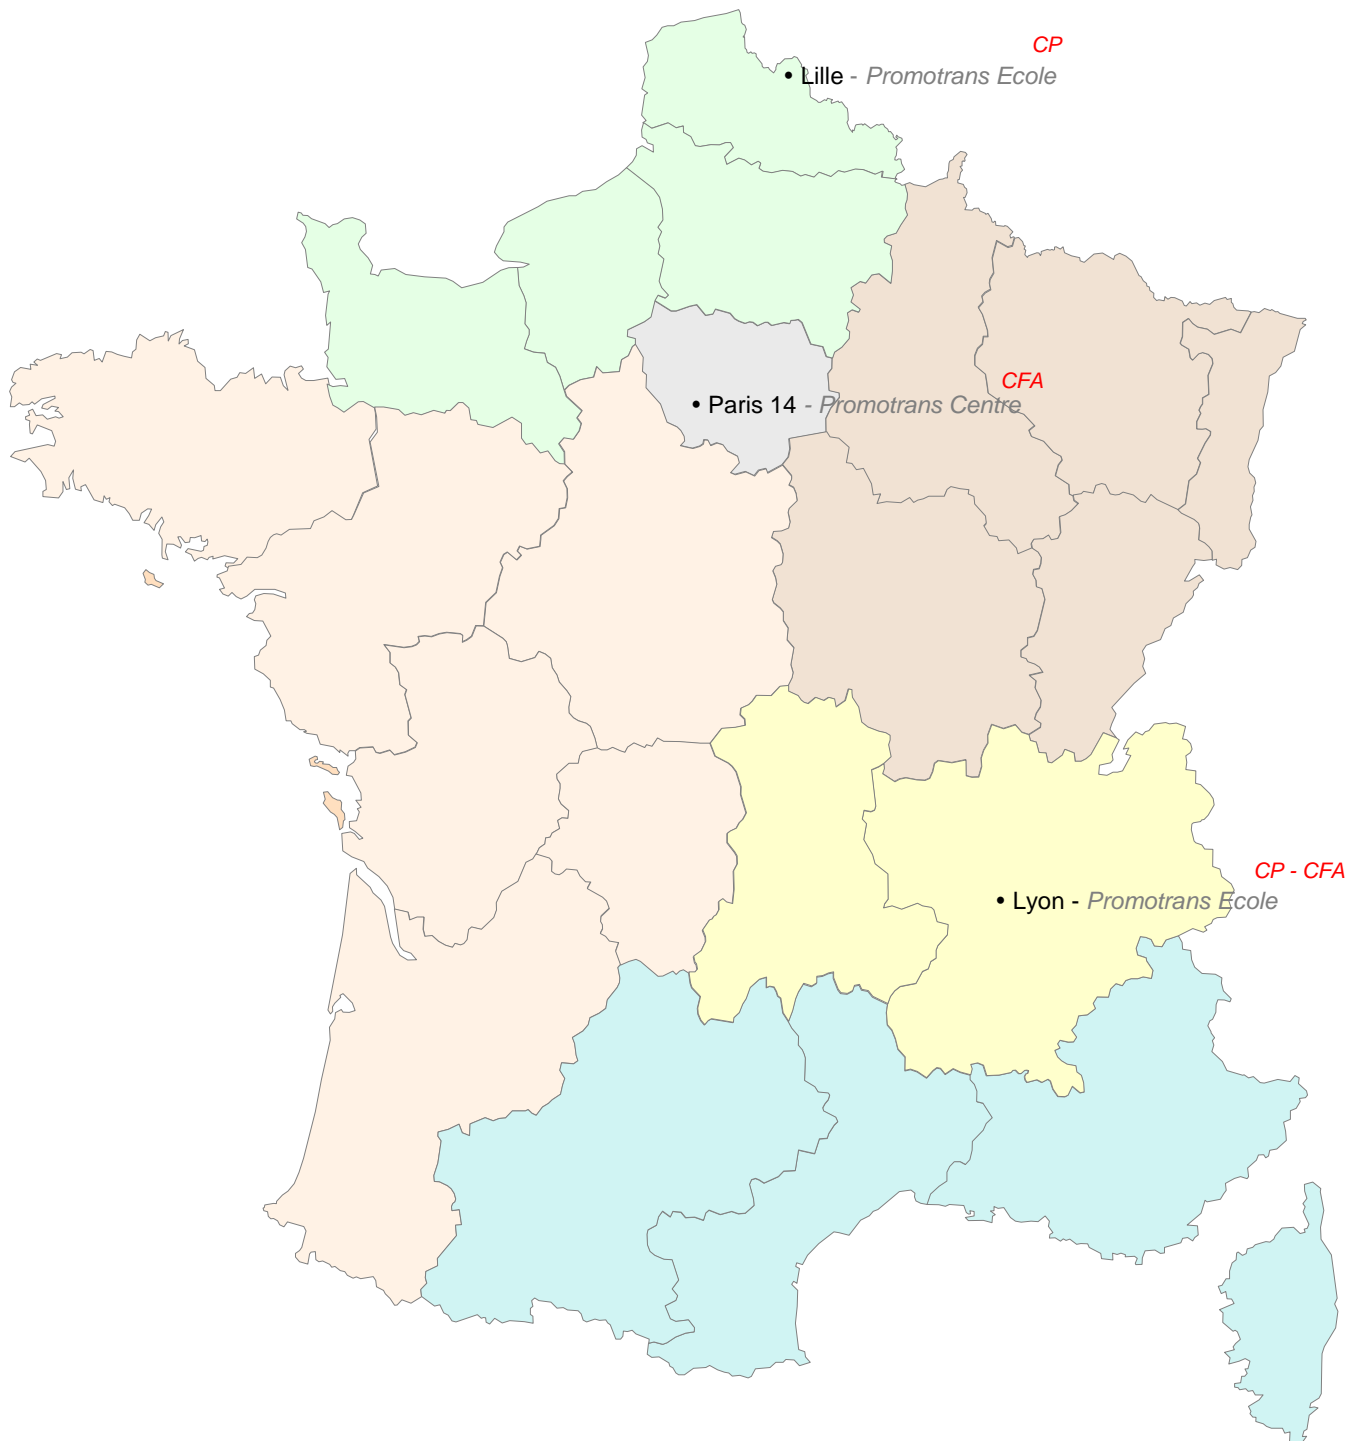 CP
• Lille - Promotrans Ecole
CFA
• Paris 14 - Promotrans Centre
CP - CFA
• Lyon - Promotrans Ecole